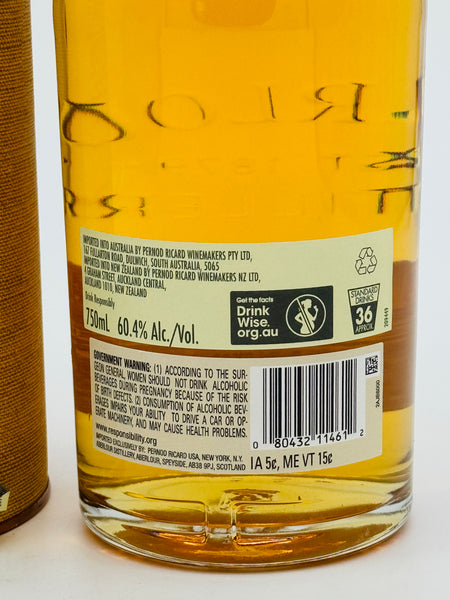 IMPORTED INTO AUSTRALIA BY PERNOD RICARD WINEMAKERS PTY LTD,
167 FULLARTON ROAD, DULWICH, SOUTH AUSTRALIA, 5065
IMPORTED INTO NEW ZEALAND BY PERNOD RICARD WINEMAKERS NZ LTD,
4 GRAHAM STREET, AUCKLAND CENTRAL,
AUCKLAND 1010, NEW ZEALAND
Drink Responsibly
750mL 60.4% Alc./Vol.
Get the facts
Drink
Wise.
org.au
STANDARD
DRINKS
36
APPROX.
GOVERNMENT WARNING: (1) ACCORDING TO THE SUR-
GEON GENERAL, WOMEN SHOULD NOT DRINK ALCOHOLIC
BEVERAGES DURING PREGNANCY BECAUSE OF THE RISK
OF BIRTH DEFECTS. (2) CONSUMPTION OF ALCOHOLIC BEV-
ERAGES IMPAIRS YOUR ABILITY TO DRIVE A CAR OR OP-
ERATE MACHINERY, AND MAY CAUSE HEALTH PROBLEMS.
www.responsibility.org
IMPORTED EXCLUSIVELY BY: PERNOD RICARD USA, NEW YORK, N.Y.
ABERLOUR DISTILLERY, ABERLOUR, SPEYSIDE, AB38 9PJ, SCOTLAND
0 80432 11461 2
IA 5¢, ME VT 15¢